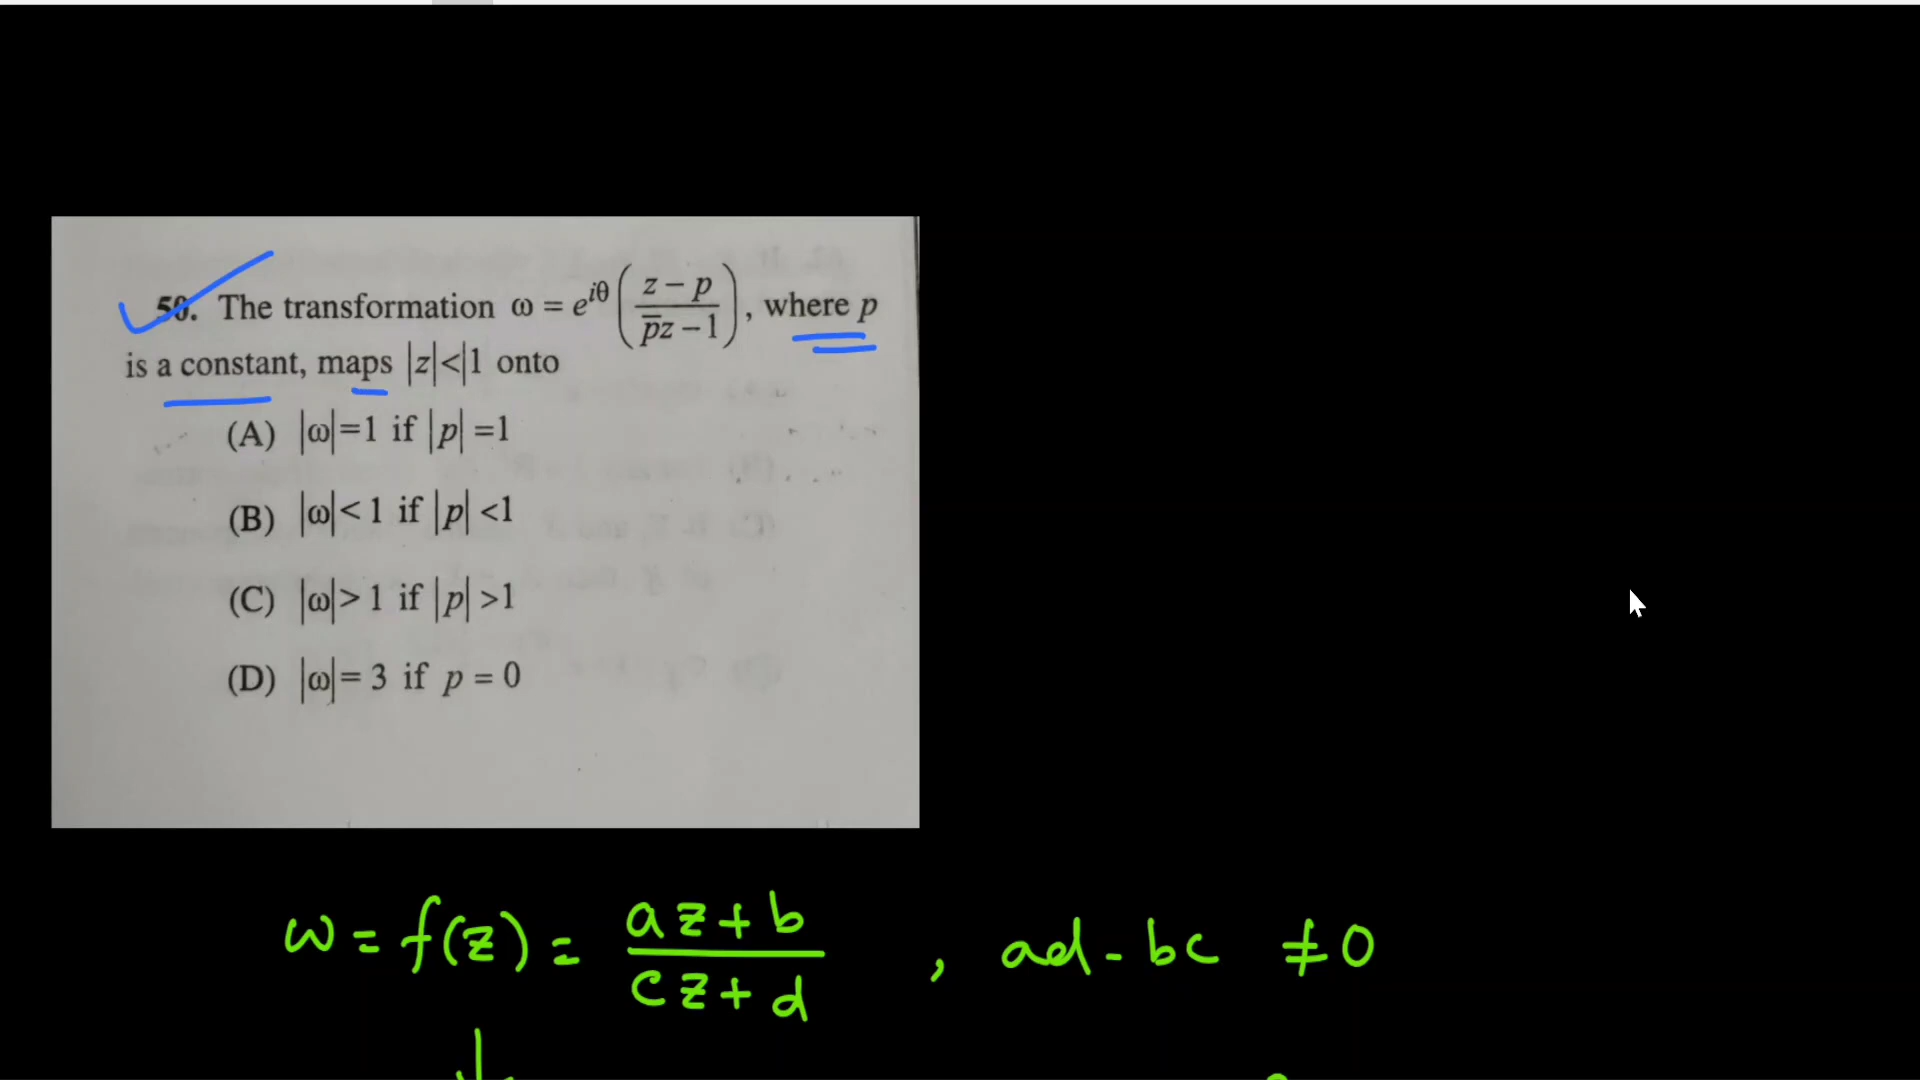 50. The transformation ω = e^{iθ} ( (z − p) / (p̄z − 1) ), where p
is a constant, maps |z|<|1 onto
(A) |ω|=1 if |p| =1
(B) |ω|< 1 if |p| <1
(C) |ω|> 1 if |p| >1
(D) |ω|= 3 if p = 0
ω = f(z) = (az + b) / (cz + d) , ad - bc ≠ 0